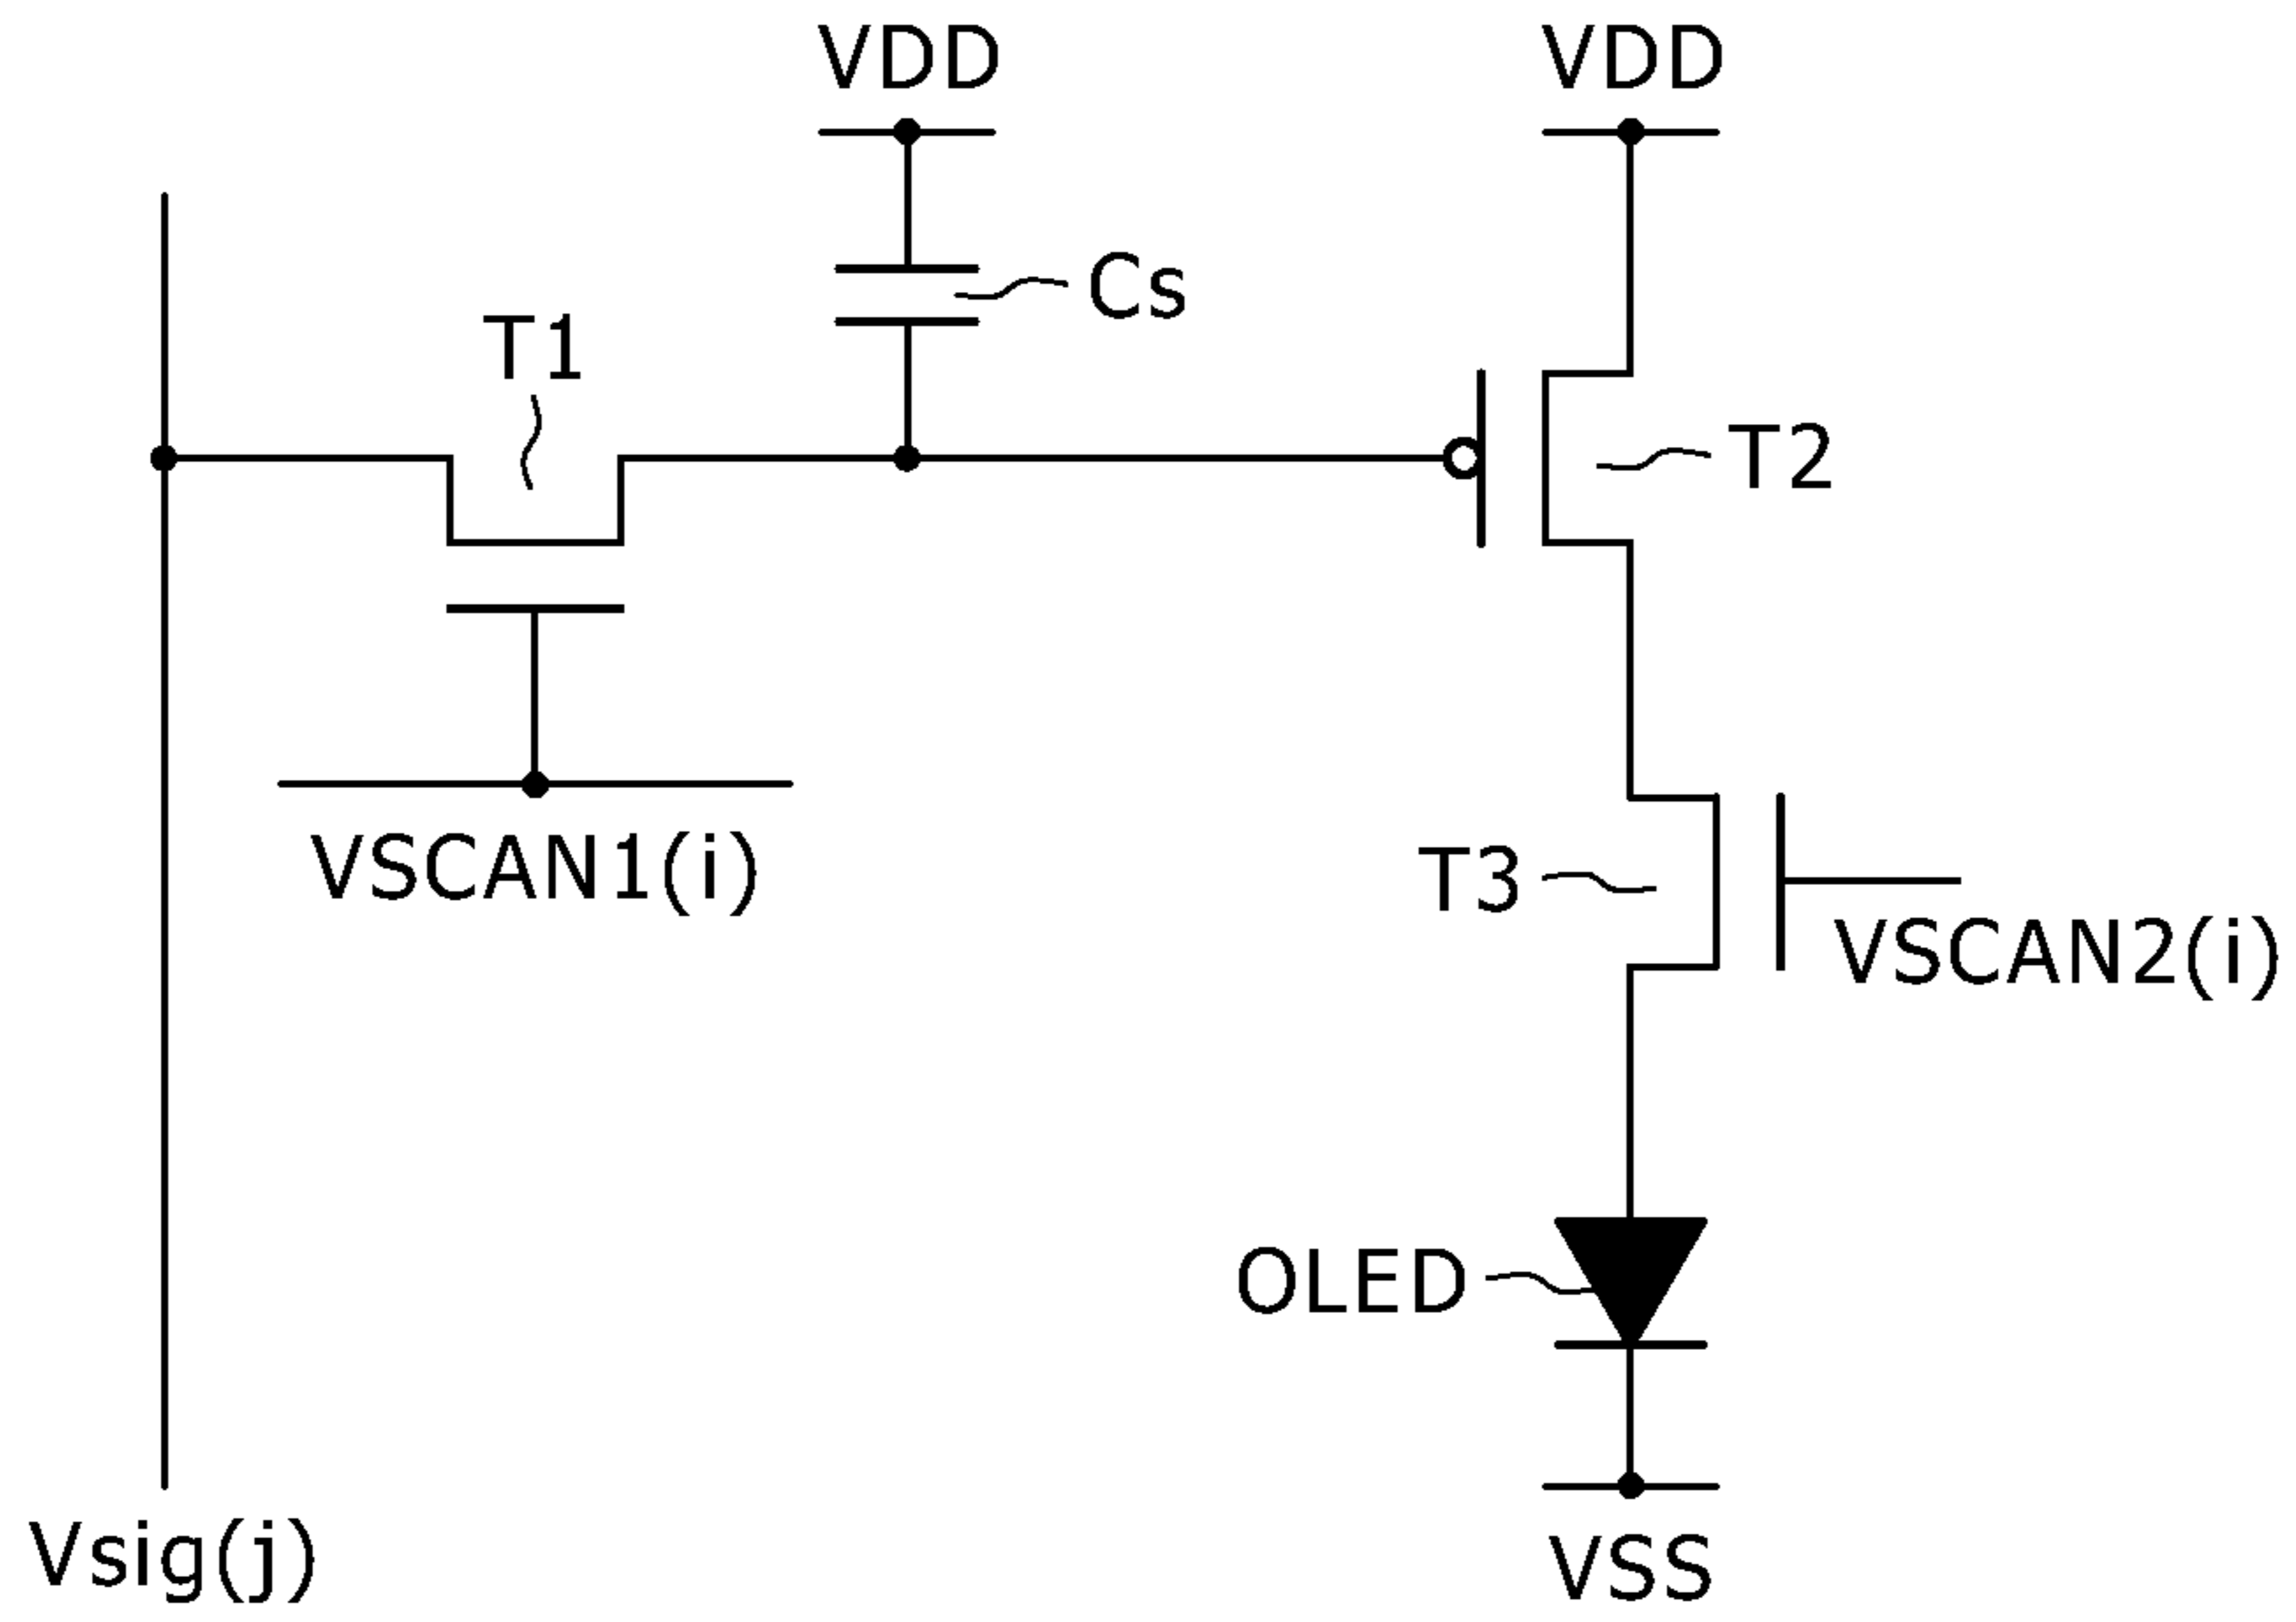 VDD
VDD
Cs
T1
T2
VSCAN1(i)
T3
VSCAN2(i)
OLED
Vsig(j)
VSS